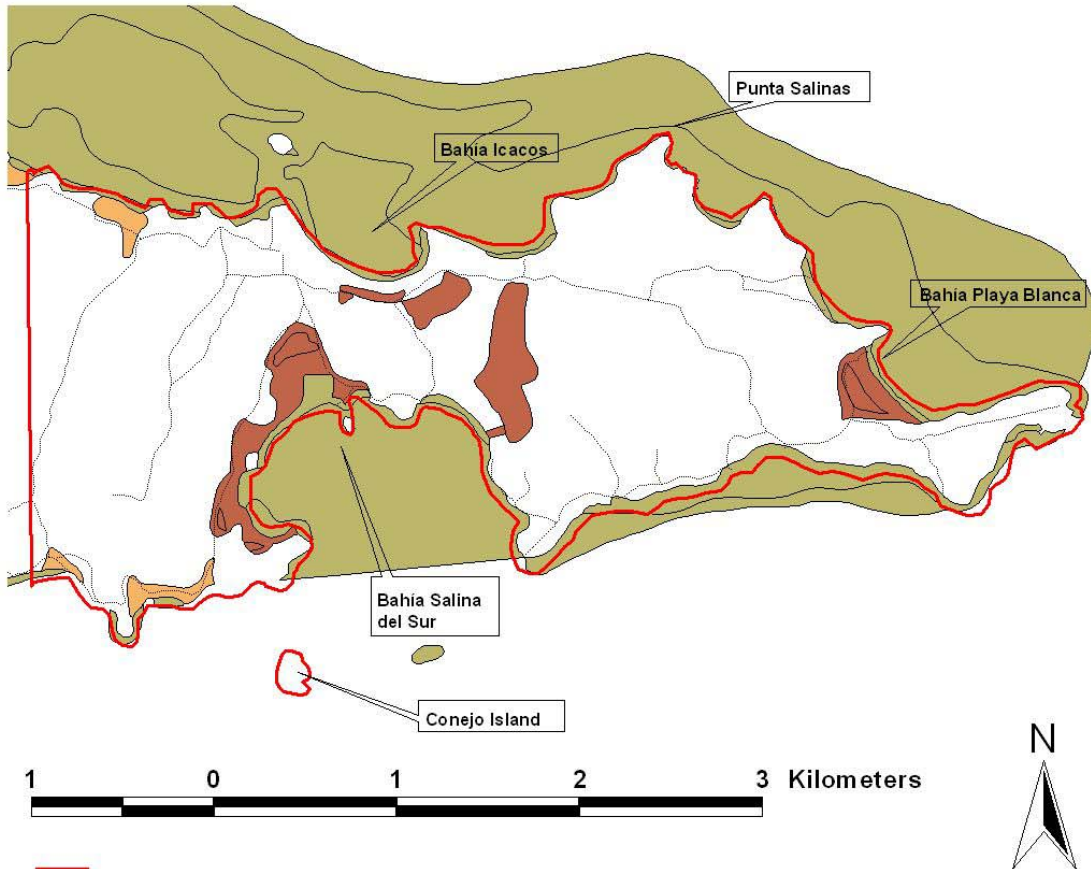 Punta Salinas
Bahía Icacos
Bahía Playa Blanca
Bahía Salina
del Sur
Conejo Island
N
1 0 1 2 3 Kilometers